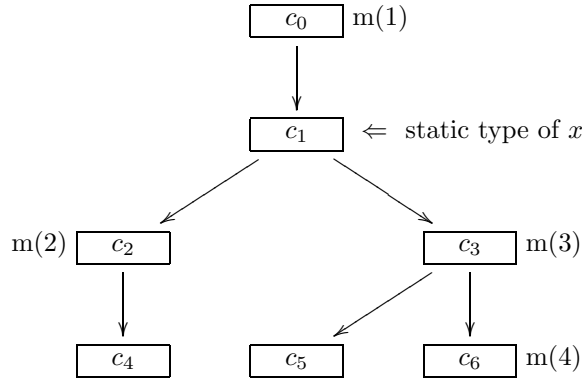 c₀ m(1)
c₁ ⇐ static type of x
m(2) c₂ c₃ m(3)
c₄ c₅ c₆ m(4)